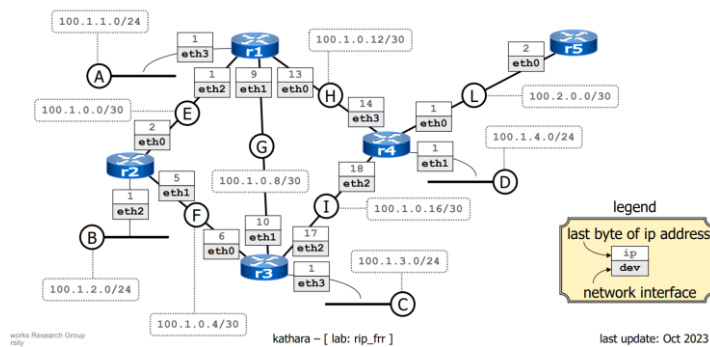 100.1.1.0/24
1
eth3
r1
100.1.0.12/30
2
eth0
r5
A
1
eth2
9
eth1
13
eth0
H
L
E
14
eth3
1
eth0
100.2.0.0/30
100.1.0.0/30
2
eth0
r4
1
eth1
100.1.4.0/24
G
r2
5
eth1
100.1.0.8/30
18
eth2
D
1
eth2
I
100.1.0.16/30
F
legend
B
6
eth0
10
eth1
17
eth2
last byte of ip address
ip
dev
r3
1
eth3
100.1.3.0/24
network interface
100.1.2.0/24
C
100.1.0.4/30
works Research Group
rsity
kathara – [ lab: rip_frr ]
last update: Oct 2023